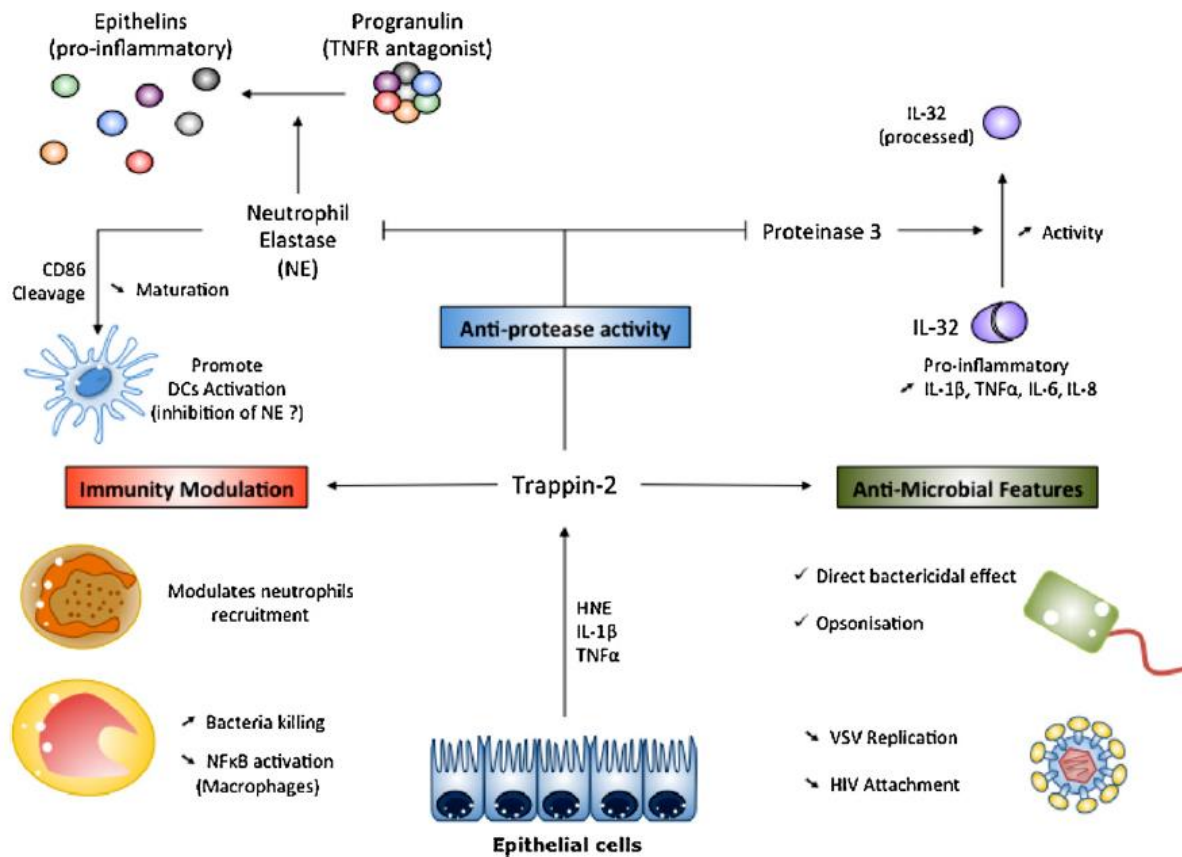 Epithelins
(pro-inflammatory)
Progranulin
(TNFR antagonist)
IL-32
(processed)
Neutrophil
Elastase
(NE)
Proteinase 3
Activity
CD86
Cleavage
Maturation
Anti-protease activity
IL-32
Pro-inflammatory
IL-1β, TNFα, IL-6, IL-8
Promote
DCs Activation
(inhibition of NE ?)
Immunity Modulation
Trappin-2
Anti-Microbial Features
Modulates neutrophils
recruitment
HNE
IL-1β
TNFα
✓ Direct bactericidal effect
✓ Opsonisation
Bacteria killing
NFκB activation
(Macrophages)
VSV Replication
HIV Attachment
Epithelial cells